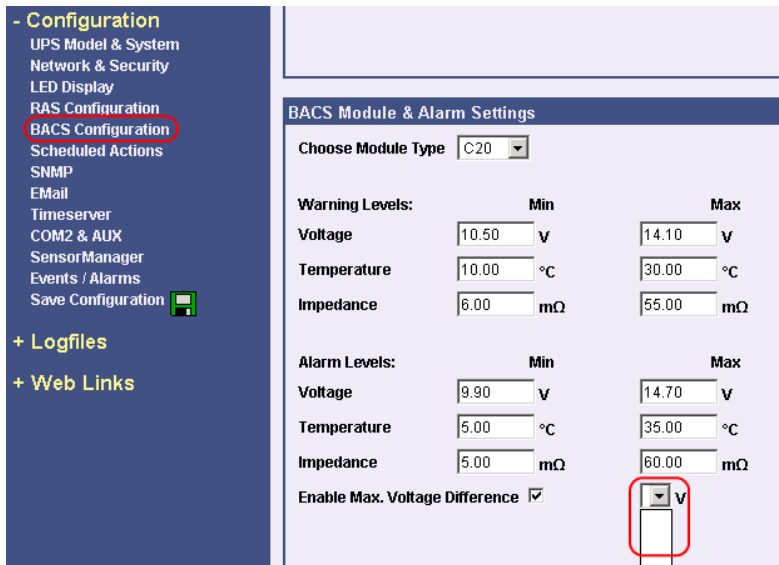 - Configuration
UPS Model & System
Network & Security
LED Display
RAS Configuration
BACS Configuration
Scheduled Actions
SNMP
EMail
Timeserver
COM2 & AUX
SensorManager
Events / Alarms
Save Configuration
+ Logfiles
+ Web Links
BACS Module & Alarm Settings
Choose Module Type C20
Warning Levels: Min Max
Voltage 10.50 V 14.10 V
Temperature 10.00 °C 30.00 °C
Impedance 6.00 mΩ 55.00 mΩ
Alarm Levels: Min Max
Voltage 9.90 V 14.70 V
Temperature 5.00 °C 35.00 °C
Impedance 5.00 mΩ 60.00 mΩ
Enable Max. Voltage Difference V